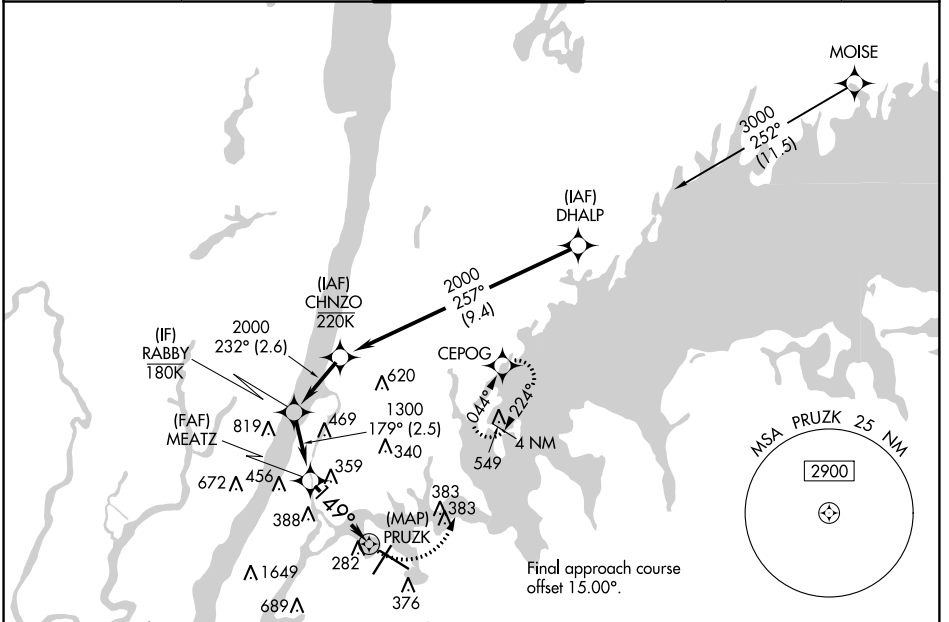 MOISE
3000
252°
(11.5)
(IAF)
DHALP
2000
257°
(9.4)
(IAF)
CHNZO
220K
2000
232° (2.6)
(IF)
RABBY
180K
CEPOG
044°
224°
4 NM
549
620
819
469
1300
179° (2.5)
340
(FAF)
MEATZ
672
456
359
388
149°
(MAP)
PRUZK
383
383
282
376
1649
689
Final approach course
offset 15.00°.
MSA PRUZK 25 NM
2900